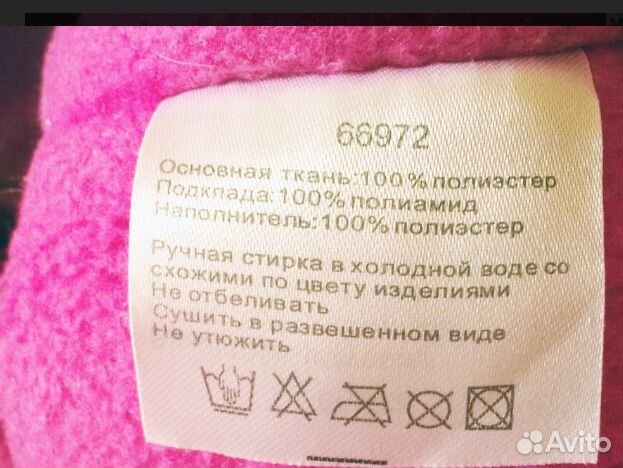 66972
Основная ткань:100%полиэстер
Подклада:100%полиамид
Наполнитель:100%полиэстер
Ручная стирка в холодной воде со
схожими по цвету изделиями
Не отбеливать
Сушить в развешенном виде
Не утюжить
Avito